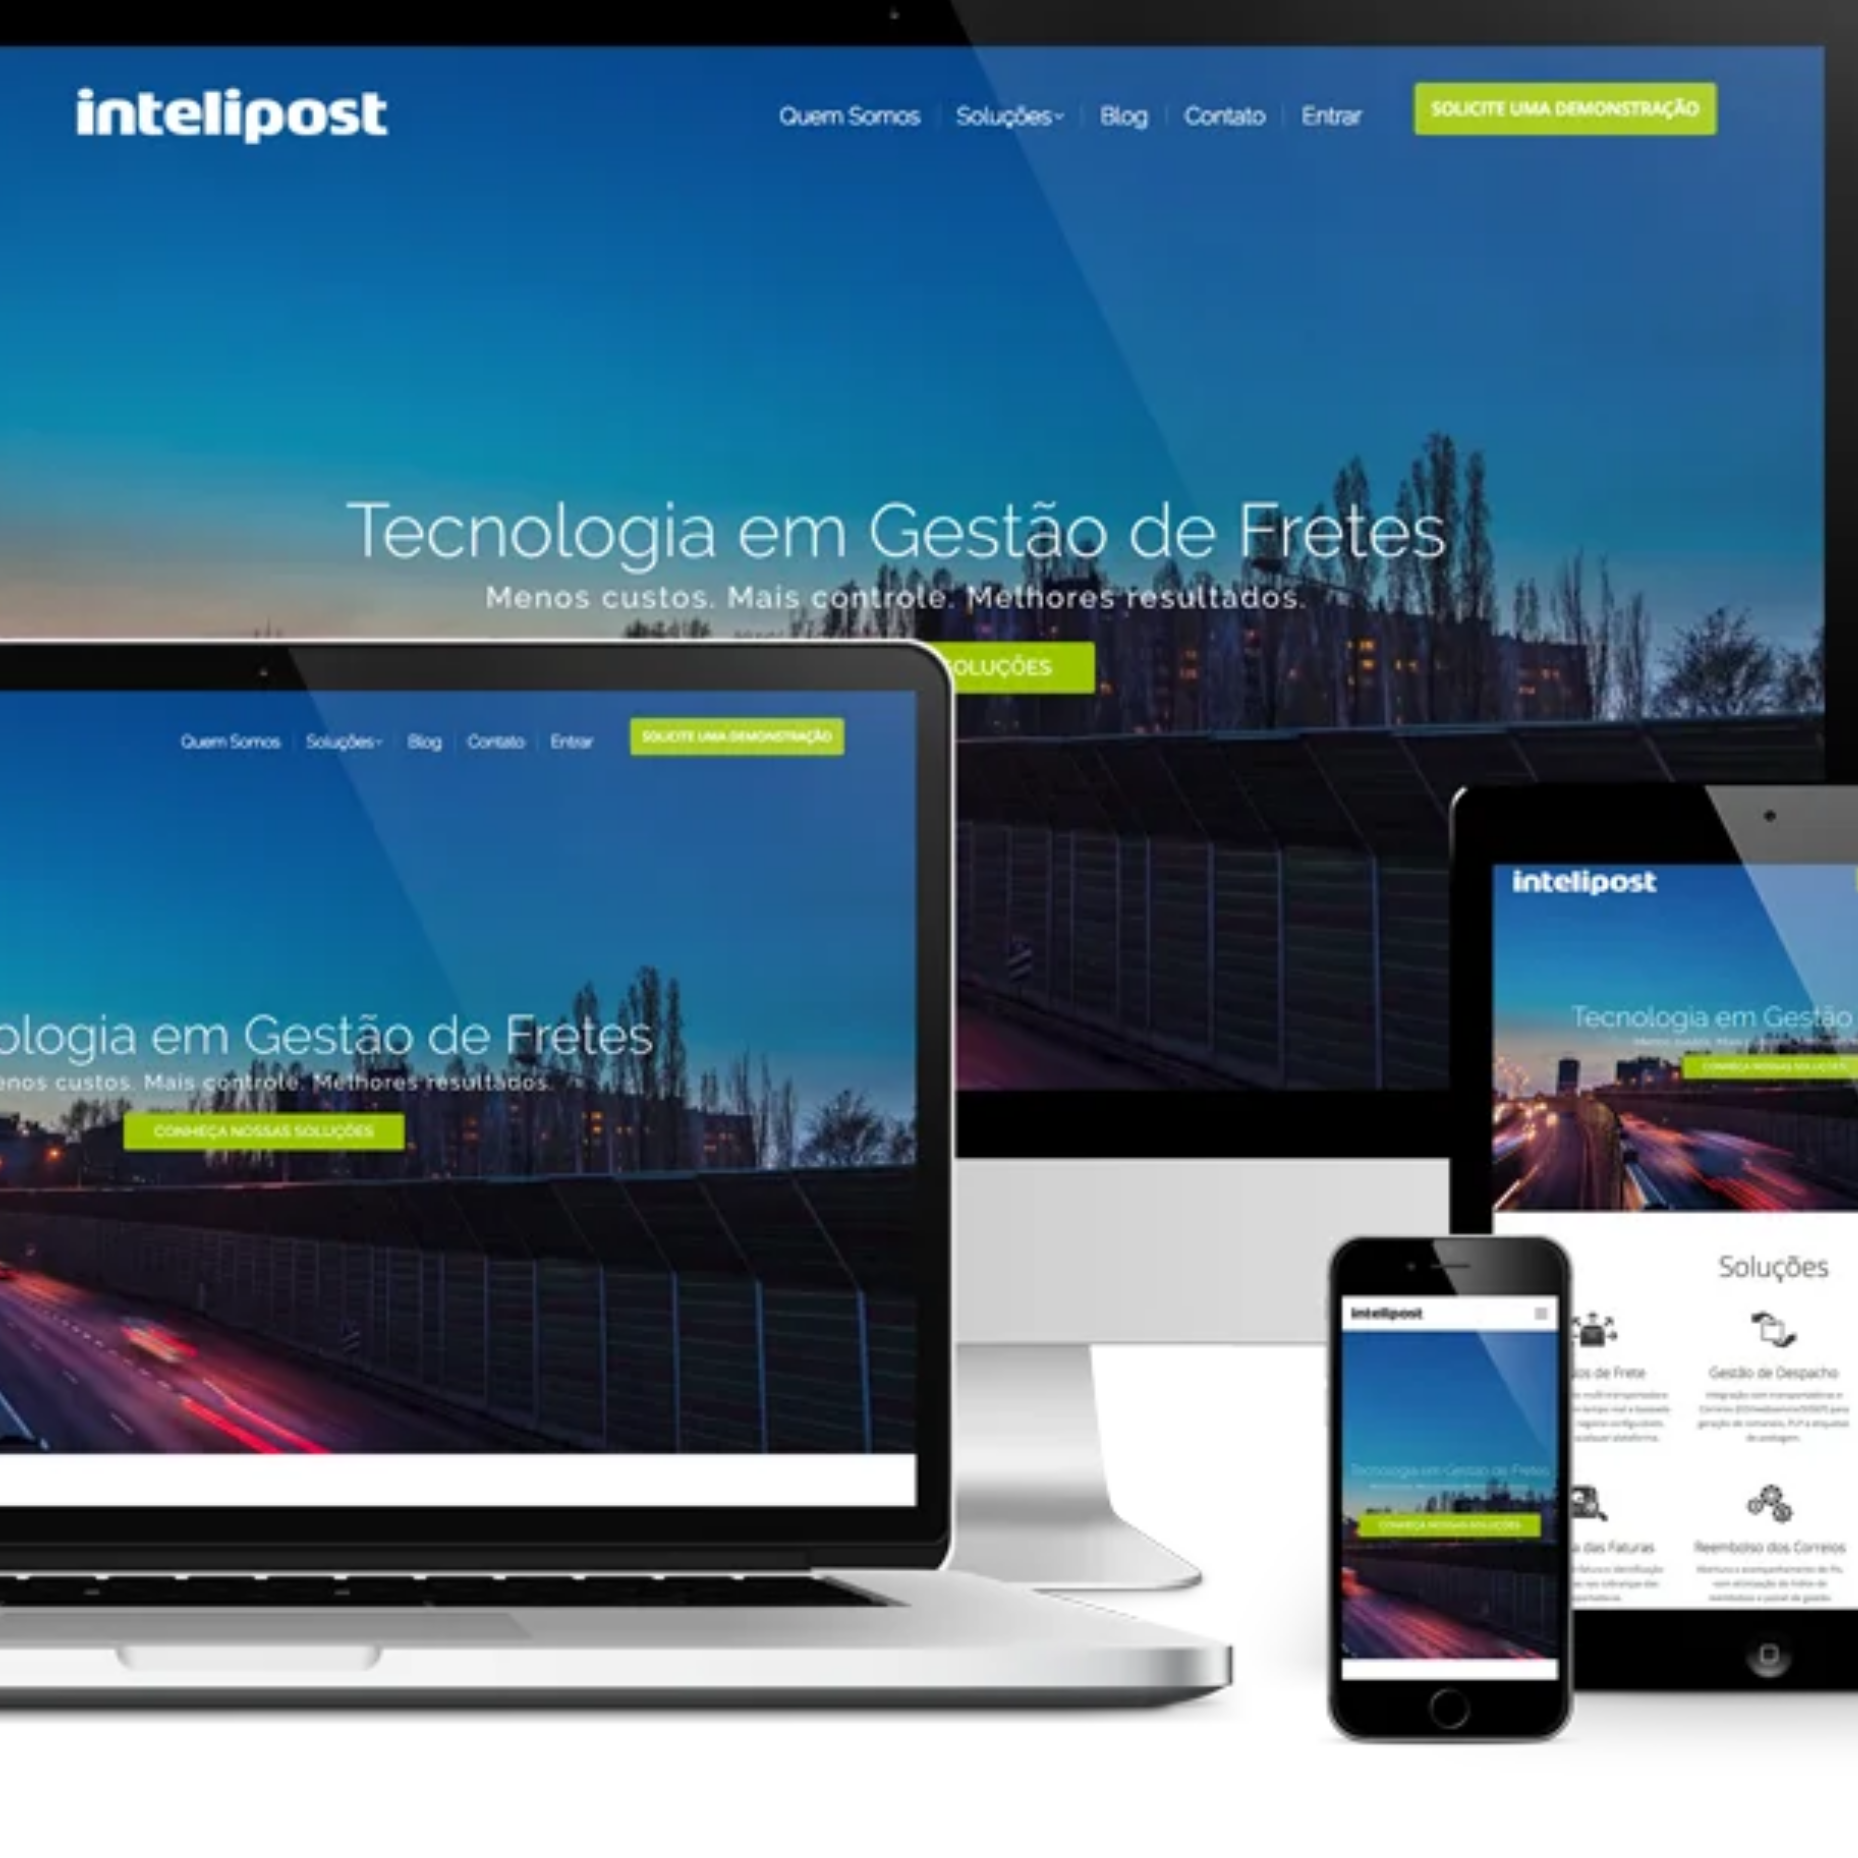 intelipost
Quem Somos Soluções Blog Contato Entrar SOLICITE UMA DEMONSTRAÇÃO
Tecnologia em Gestão de Fretes
Menos custos. Mais controle. Melhores resultados.
SOLUÇÕES
Quem Somos Soluções Blog Contato Entrar SOLICITE UMA DEMONSTRAÇÃO
ologia em Gestão de Fretes
enos custos. Mais controle. Melhores resultados.
CONHEÇA NOSSAS SOLUÇÕES
intelipost
Tecnologia em Gestão
CONHEÇA NOSSAS SOLUÇÕES
Soluções
de Frete
Gestão de Despacho
das Faturas
Reembolso dos Correios
intelipost
Tecnologia em Gestão de Fretes
CONHEÇA NOSSAS SOLUÇÕES